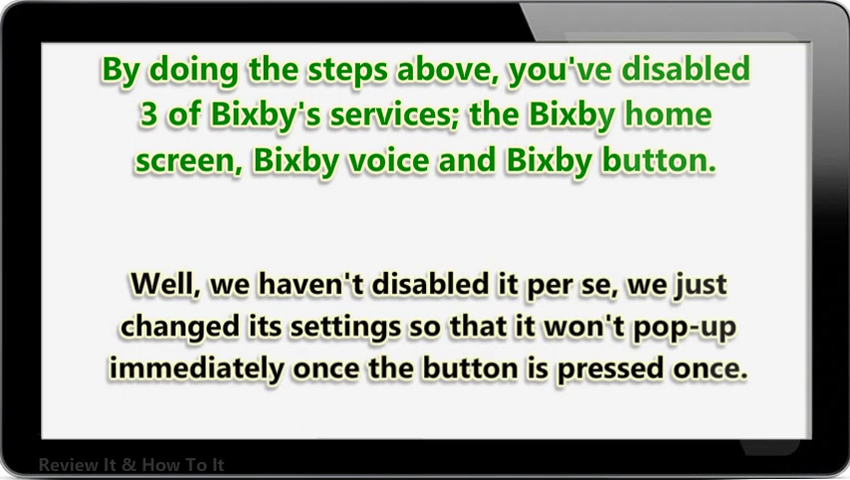 By doing the steps above, you've disabled
3 of Bixby's services; the Bixby home
screen, Bixby voice and Bixby button.
Well, we haven't disabled it per se, we just
changed its settings so that it won't pop-up
immediately once the button is pressed once.
Review It & How To It